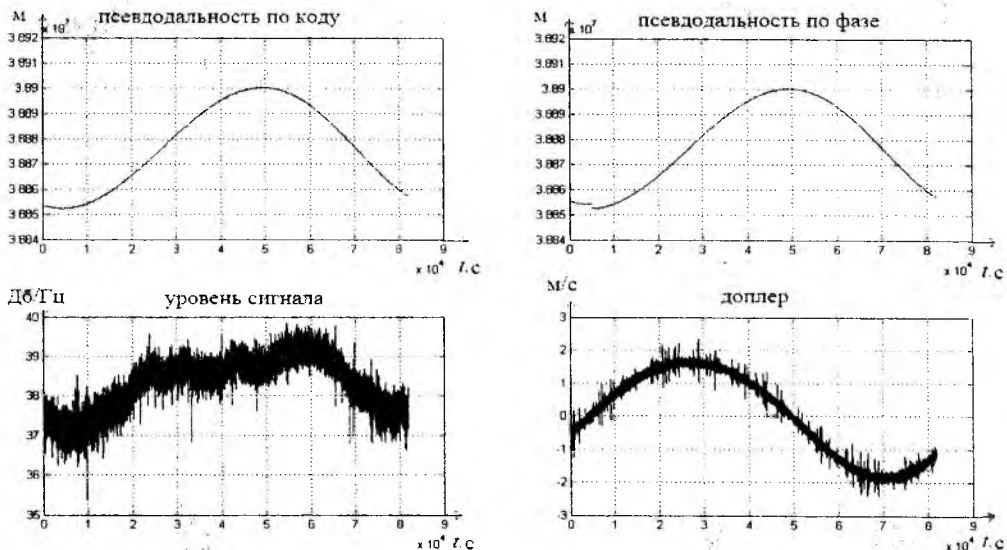 псевдодальность по коду
м
× 10⁷
3.892
3.891
3.89
3.889
3.888
3.887
3.886
3.885
3.884
0 1 2 3 4 5 6 7 8 9
× 10⁴ t.c
псевдодальность по фазе
м
× 10⁷
3.892
3.891
3.89
3.889
3.888
3.887
3.886
3.885
3.884
0 1 2 3 4 5 6 7 8 9
× 10⁴ t.c
Дб/Гц
уровень сигнала
40
39
38
37
36
35
0 1 2 3 4 5 6 7 8 9
× 10⁴ t.c
м/с
доплер
3
2
1
0
-1
-2
-3
0 1 2 3 4 5 6 7 8 9
× 10⁴ t.c